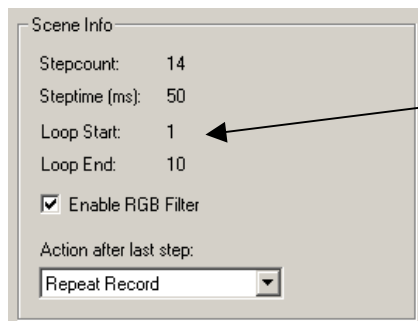 Scene Info
Stepcount: 14
Steptime (ms): 50
Loop Start: 1
Loop End: 10
Enable RGB Filter
Action after last step:
Repeat Record